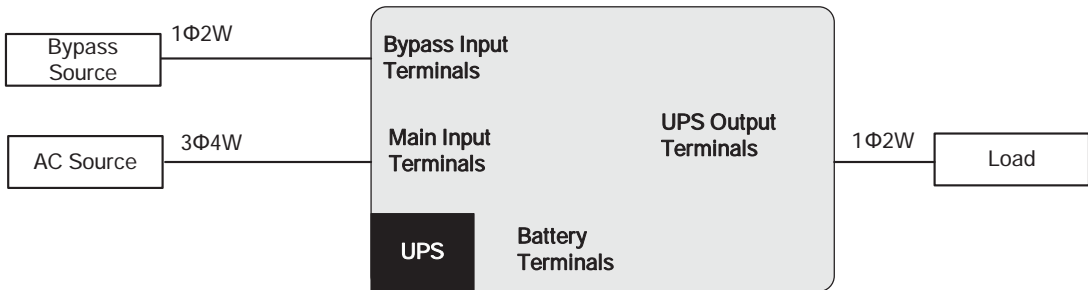 1Φ2W
Bypass
Source
Bypass Input
Terminals
3Φ4W
AC Source
Main Input
Terminals
UPS Output
Terminals
1Φ2W
Load
UPS
Battery
Terminals